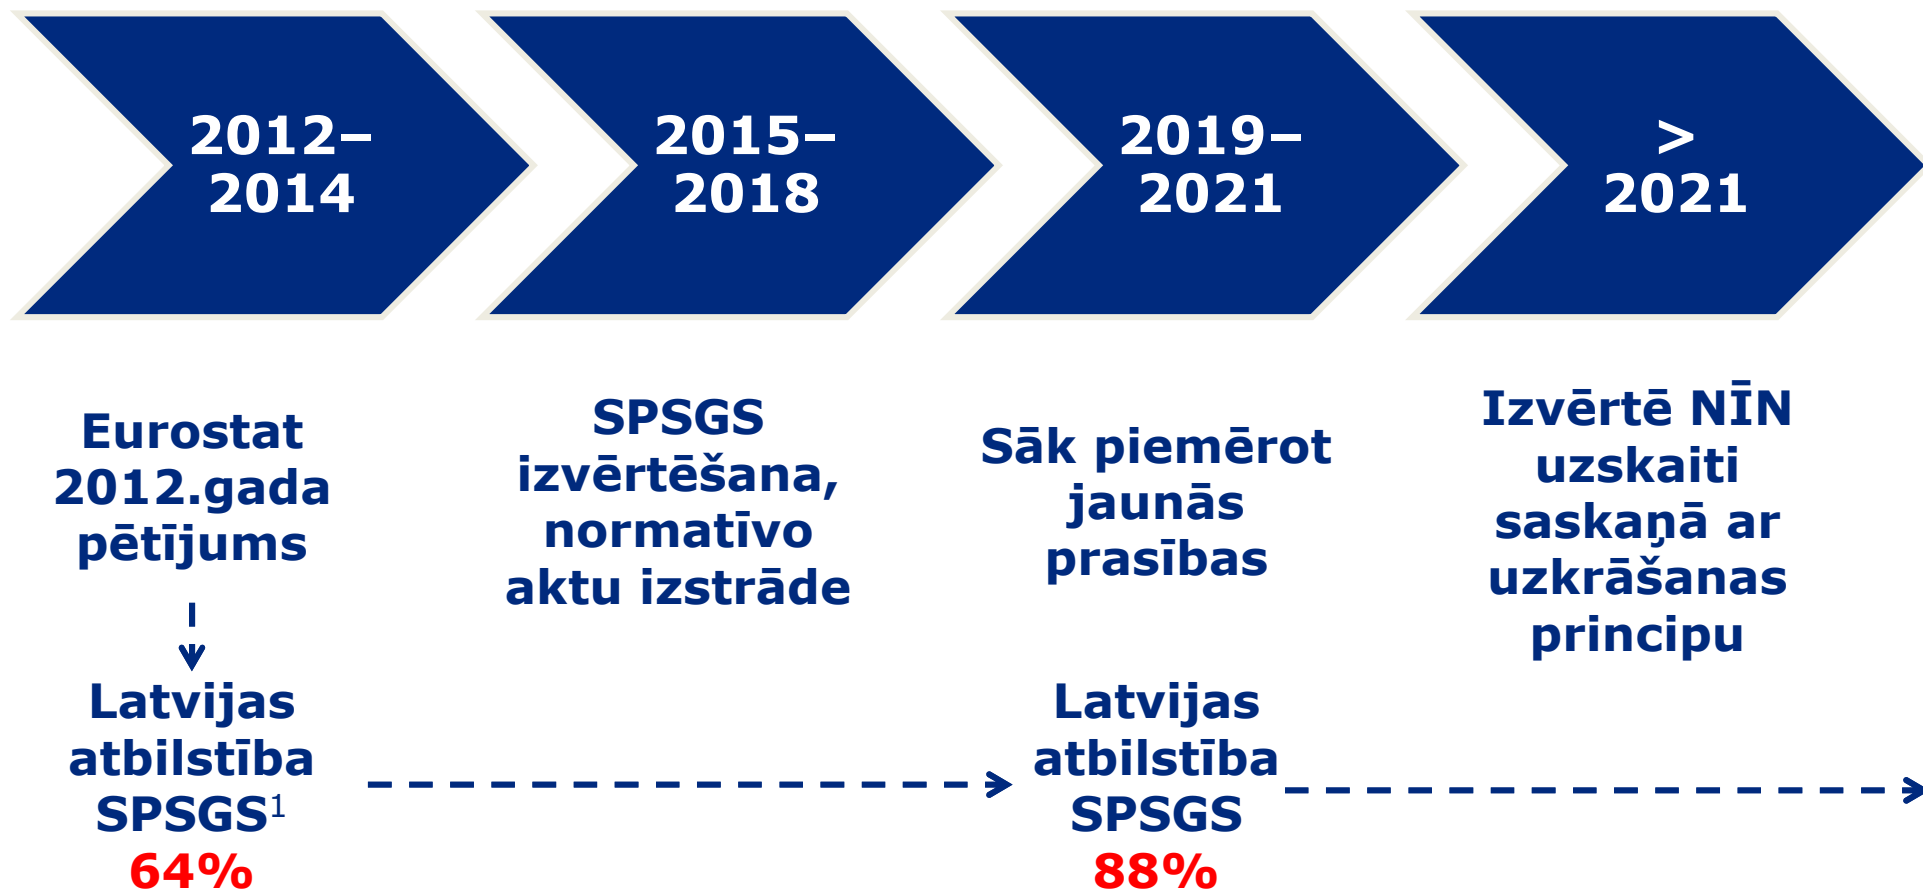 2012–
2014
2015–
2018
2019–
2021
>
2021
Eurostat
2012.gada
pētījums
SPSGS
izvērtēšana,
normatīvo
aktu izstrāde
Sāk piemērot
jaunās
prasības
Izvērtē NĪN
uzskaiti
saskaņā ar
uzkrāšanas
principu
Latvijas
atbilstība
SPSGS¹
64%
Latvijas
atbilstība
SPSGS
88%